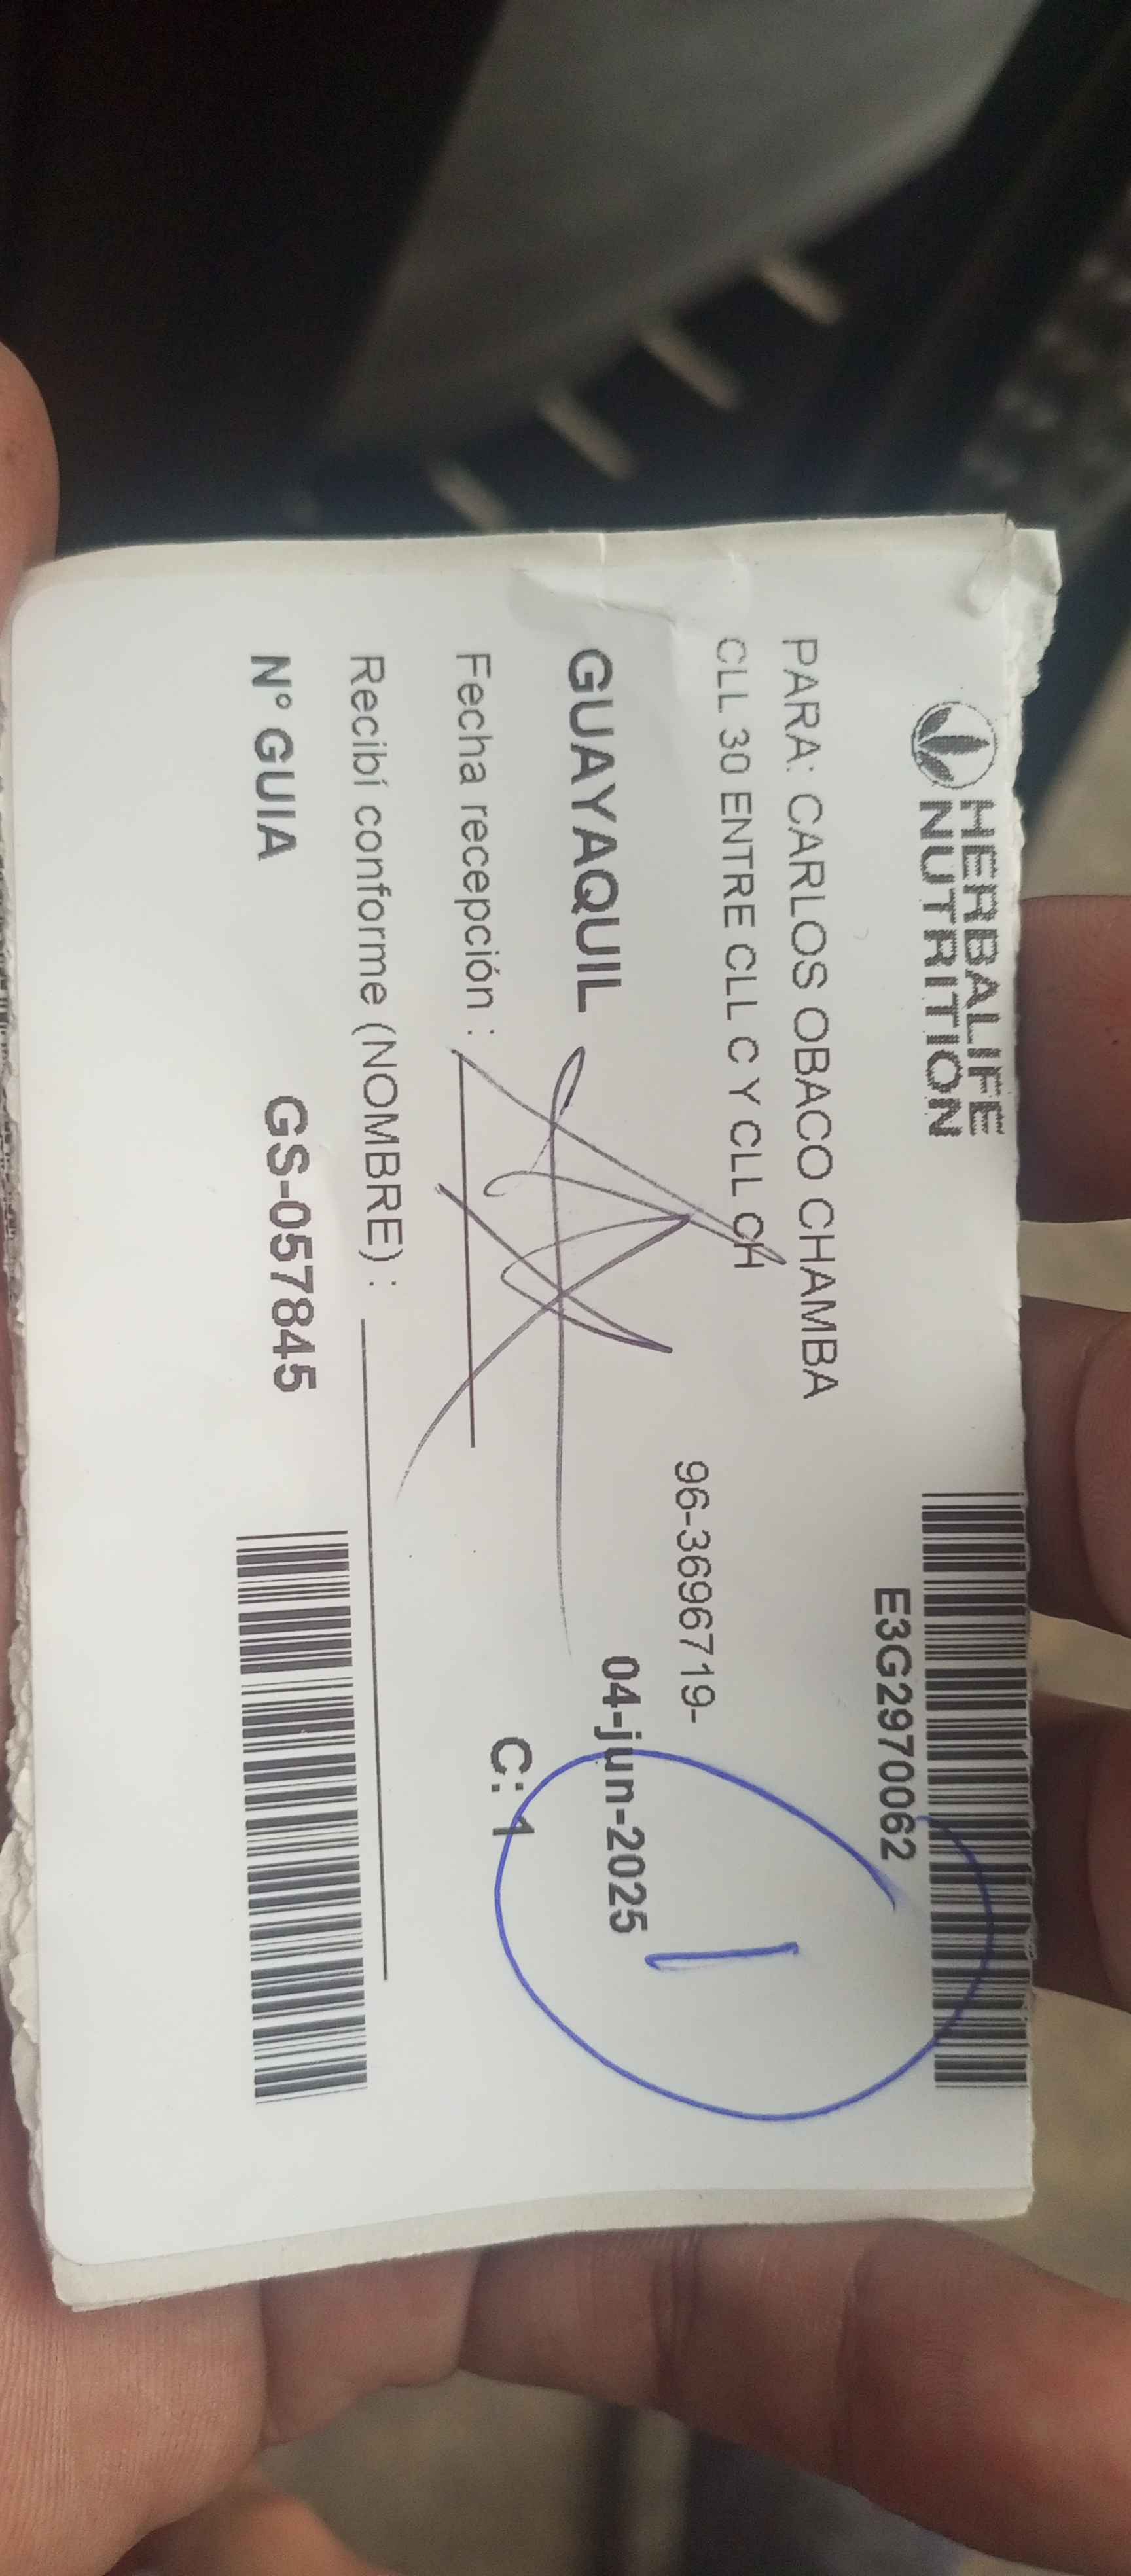 HERBALIFE
NUTRITION
E3G2970062
PARA: CARLOS OBACO CHAMBA
CLL 30 ENTRE CLL C Y CLL CH
96-3696719-
1
GUAYAQUIL
04-jun-2025
Fecha recepción :
C: 1
Recibí conforme (NOMBRE) :
N° GUIA GS-057845